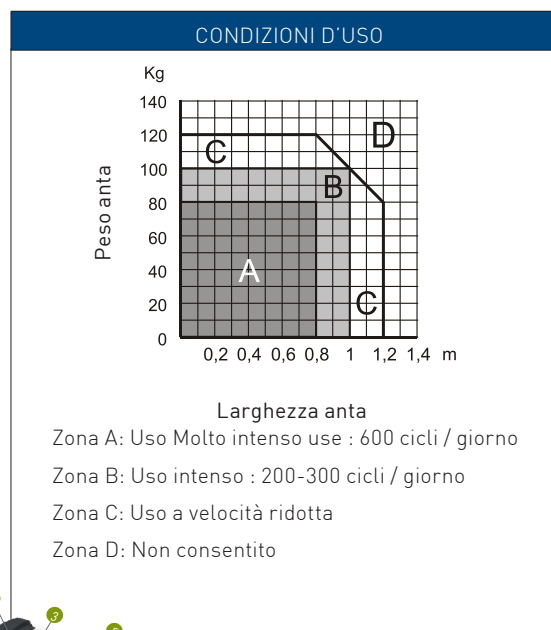 CONDIZIONI D'USO
Kg
140
120
100
80
60
40
20
0
Peso anta
C
D
B
A
C
0,2 0,4 0,6 0,8 1 1,2 1,4 m
Larghezza anta
Zona A: Uso Molto intenso use : 600 cicli / giorno
Zona B: Uso intenso : 200-300 cicli / giorno
Zona C: Uso a velocità ridotta
Zona D: Non consentito
3